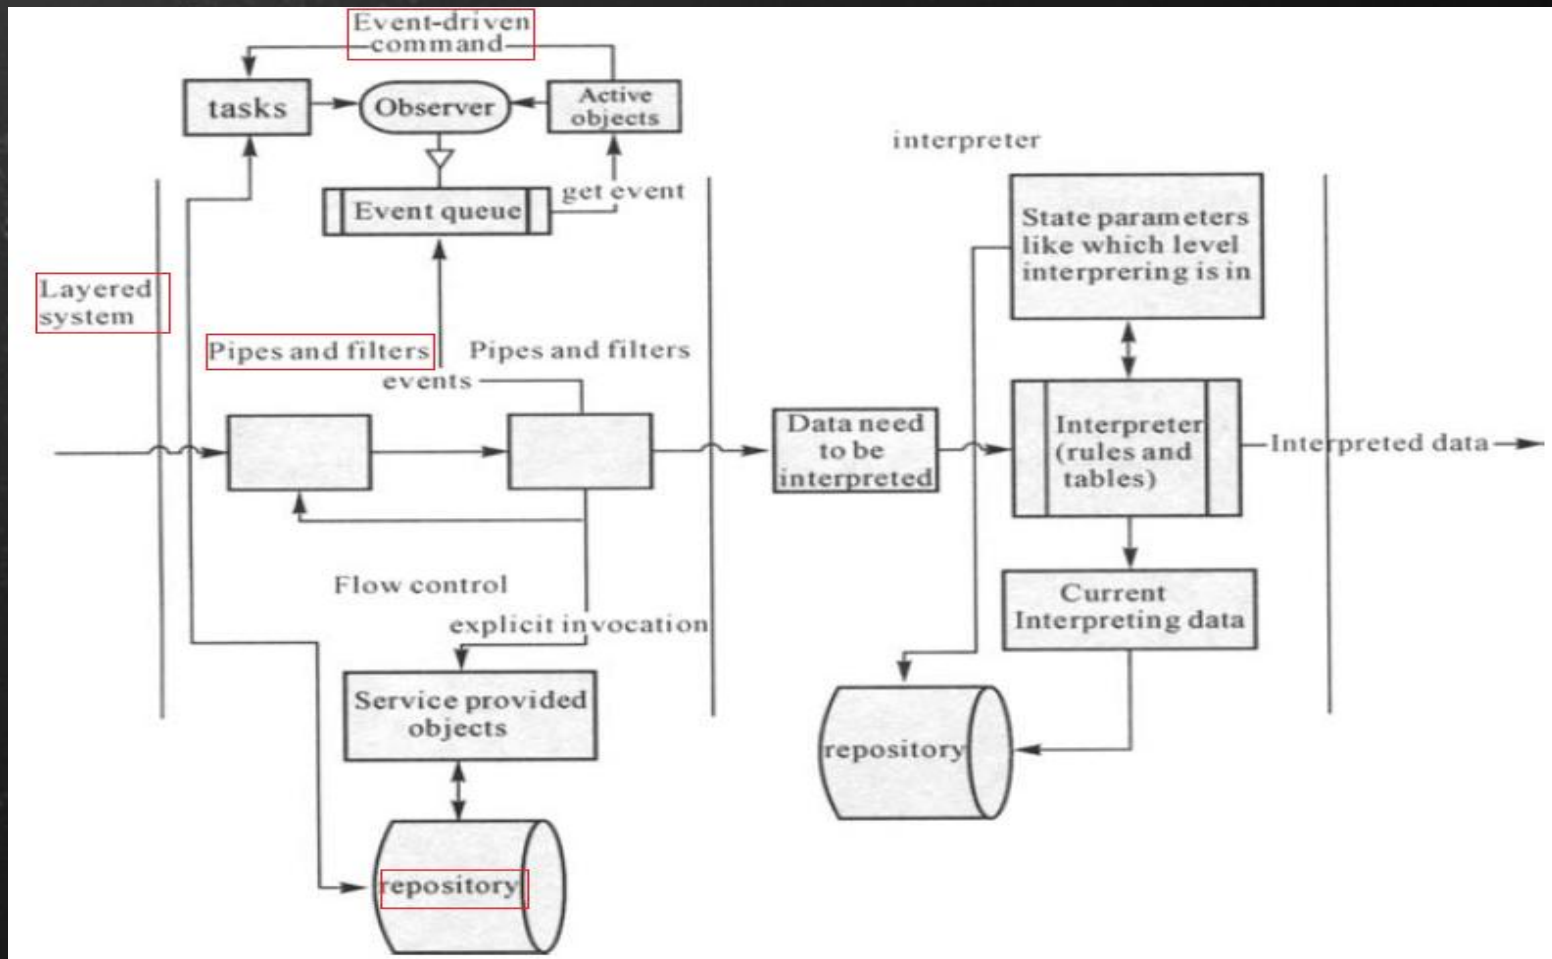 Event-driven
command
tasks
Observer
Active
objects
interpreter
get event
Event queue
State parameters
like which level
interprering is in
Layered
system
Pipes and filters
Pipes and filters
events
Data need
to be
interpreted
Interpreter
(rules and
tables)
Interpreted data
Flow control
explicit invocation
Current
Interpreting data
Service provided
objects
repository
repository